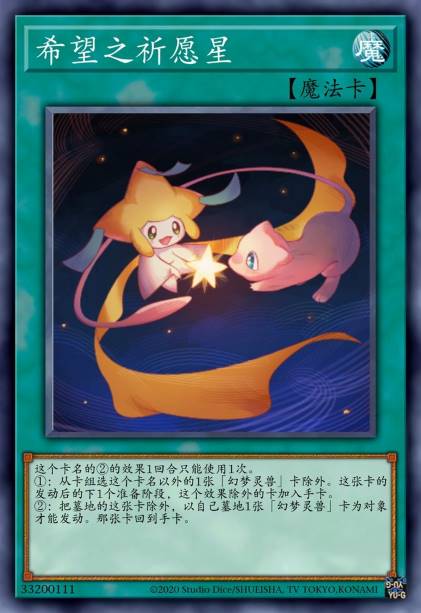 希望之祈愿星
魔
【魔法卡】
这个卡名的②的效果1回合只能使用1次。
①：从卡组选这个卡名以外的1张「幻梦灵兽」卡除外。这张卡的
发动后的下1个准备阶段，这个效果除外的卡加入手卡。
②：把墓地的这张卡除外，以自己墓地1张「幻梦灵兽」卡为对象
才能发动。那张卡回到手卡。
33200111
©2020 Studio Dice/SHUEISHA, TV TOKYO,KONAMI